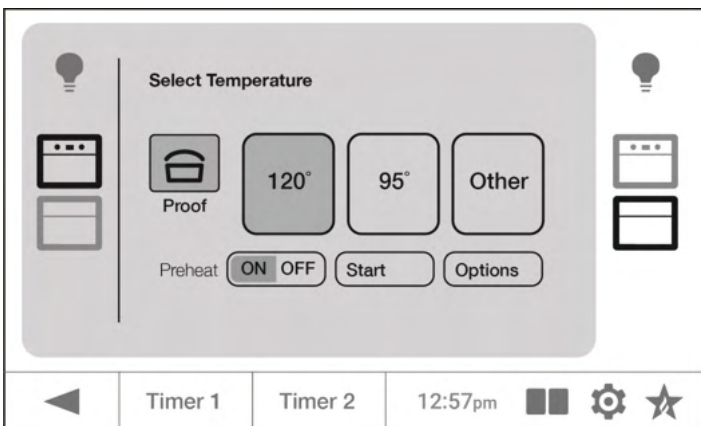 Select Temperature
120° 95° Other
Proof
Preheat ON OFF Start Options
Timer 1 Timer 2 12:57pm